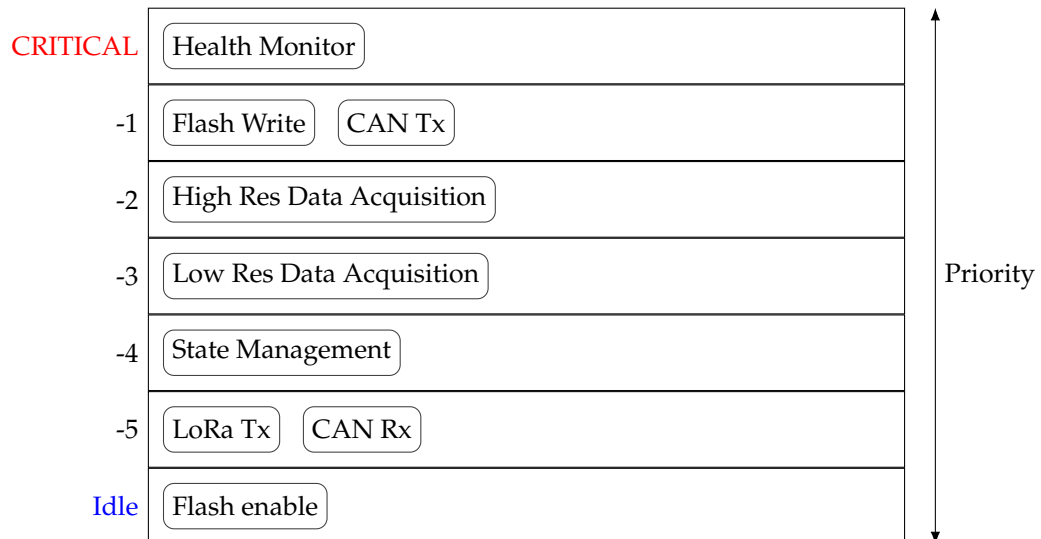 CRITICAL Health Monitor
-1 Flash Write CAN Tx
-2 High Res Data Acquisition
-3 Low Res Data Acquisition
Priority
-4 State Management
-5 LoRa Tx CAN Rx
Idle Flash enable